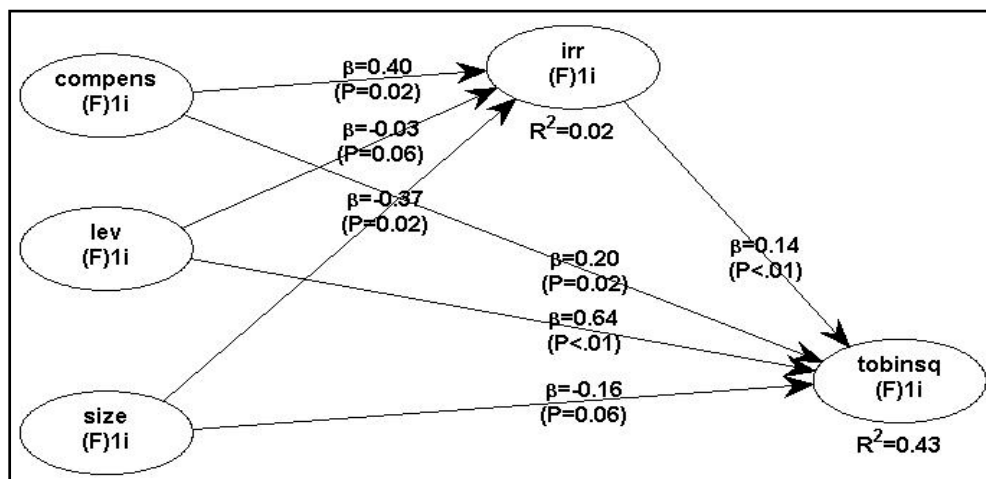 compens
(F)1i
irr
(F)1i
R²=0.02
β=0.40
(P=0.02)
β=-0.03
(P=0.06)
lev
(F)1i
β=-0.37
(P=0.02)
β=0.14
(P<.01)
β=0.20
(P=0.02)
β=0.64
(P<.01)
tobinsq
(F)1i
R²=0.43
size
(F)1i
β=-0.16
(P=0.06)